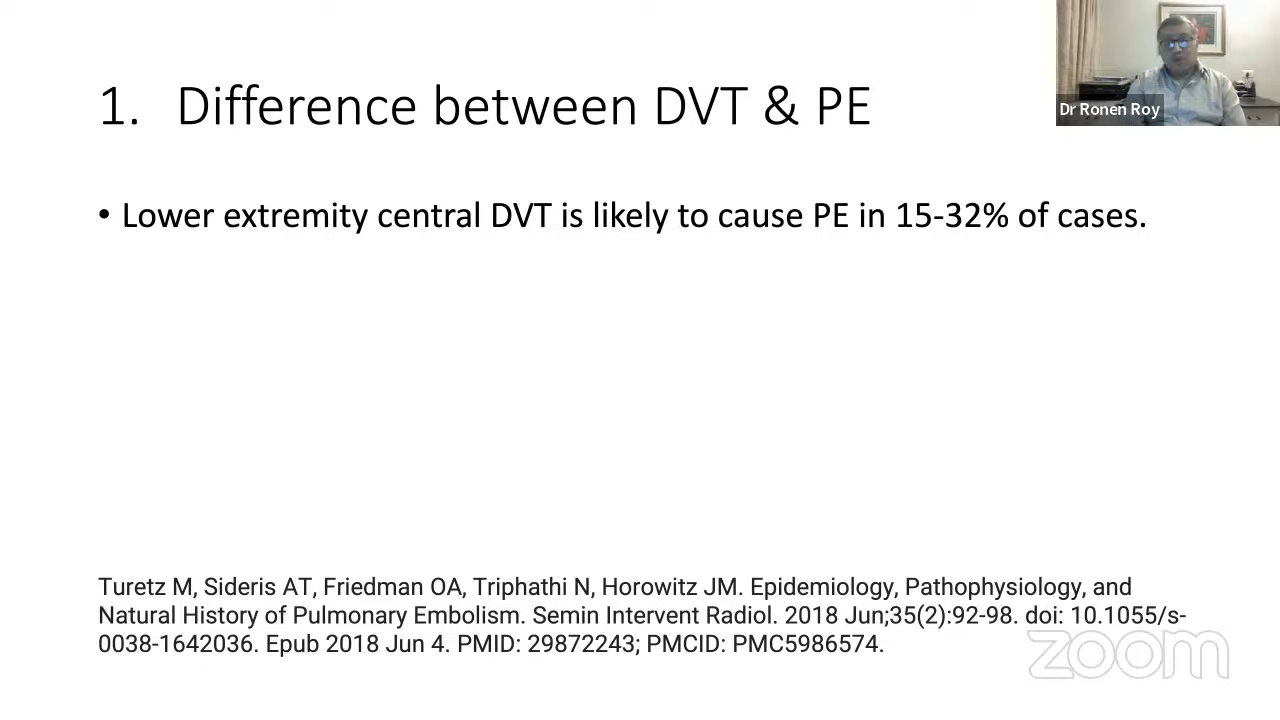 1. Difference between DVT & PE
Dr Ronen Roy
• Lower extremity central DVT is likely to cause PE in 15-32% of cases.
Turetz M, Sideris AT, Friedman OA, Triphathi N, Horowitz JM. Epidemiology, Pathophysiology, and
Natural History of Pulmonary Embolism. Semin Intervent Radiol. 2018 Jun;35(2):92-98. doi: 10.1055/s-
0038-1642036. Epub 2018 Jun 4. PMID: 29872243; PMCID: PMC5986574.
zoom